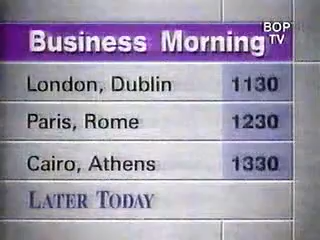 BOP
TV
Business Morning
London, Dublin 1130
Paris, Rome 1230
Cairo, Athens 1330
LATER TODAY